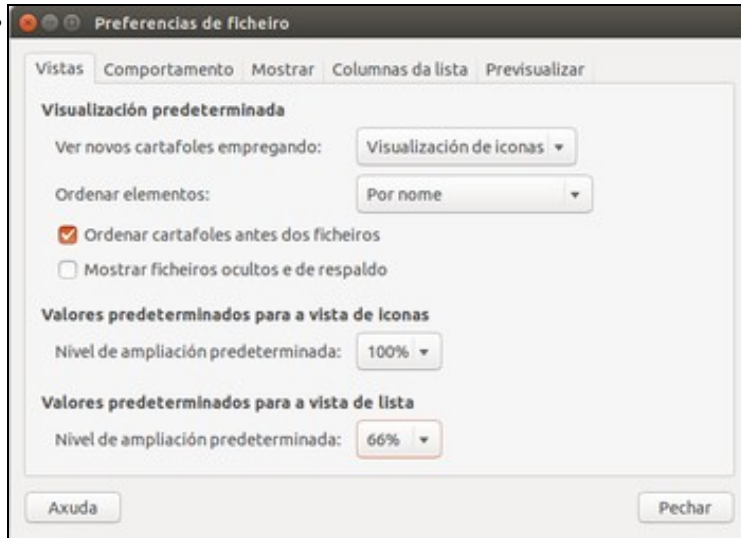 Preferencias de ficheiro
Vistas Comportamento Mostrar Columnas da lista Previsualizar
Visualización predeterminada
Ver novos cartafoles empregando: Visualización de iconas
Ordenar elementos: Por nome
Ordenar cartafoles antes dos ficheiros
Mostrar ficheiros ocultos e de respaldo
Valores predeterminados para a vista de iconas
Nivel de ampliación predeterminada: 100%
Valores predeterminados para a vista de lista
Nivel de ampliación predeterminada: 66%
Axuda Pechar